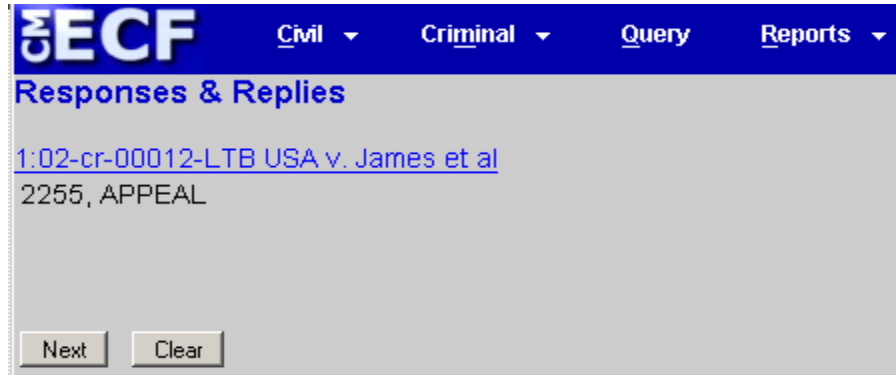 CM ECF Civil Criminal Query Reports
Responses & Replies
1:02-cr-00012-LTB USA v. James et al
2255, APPEAL
Next Clear